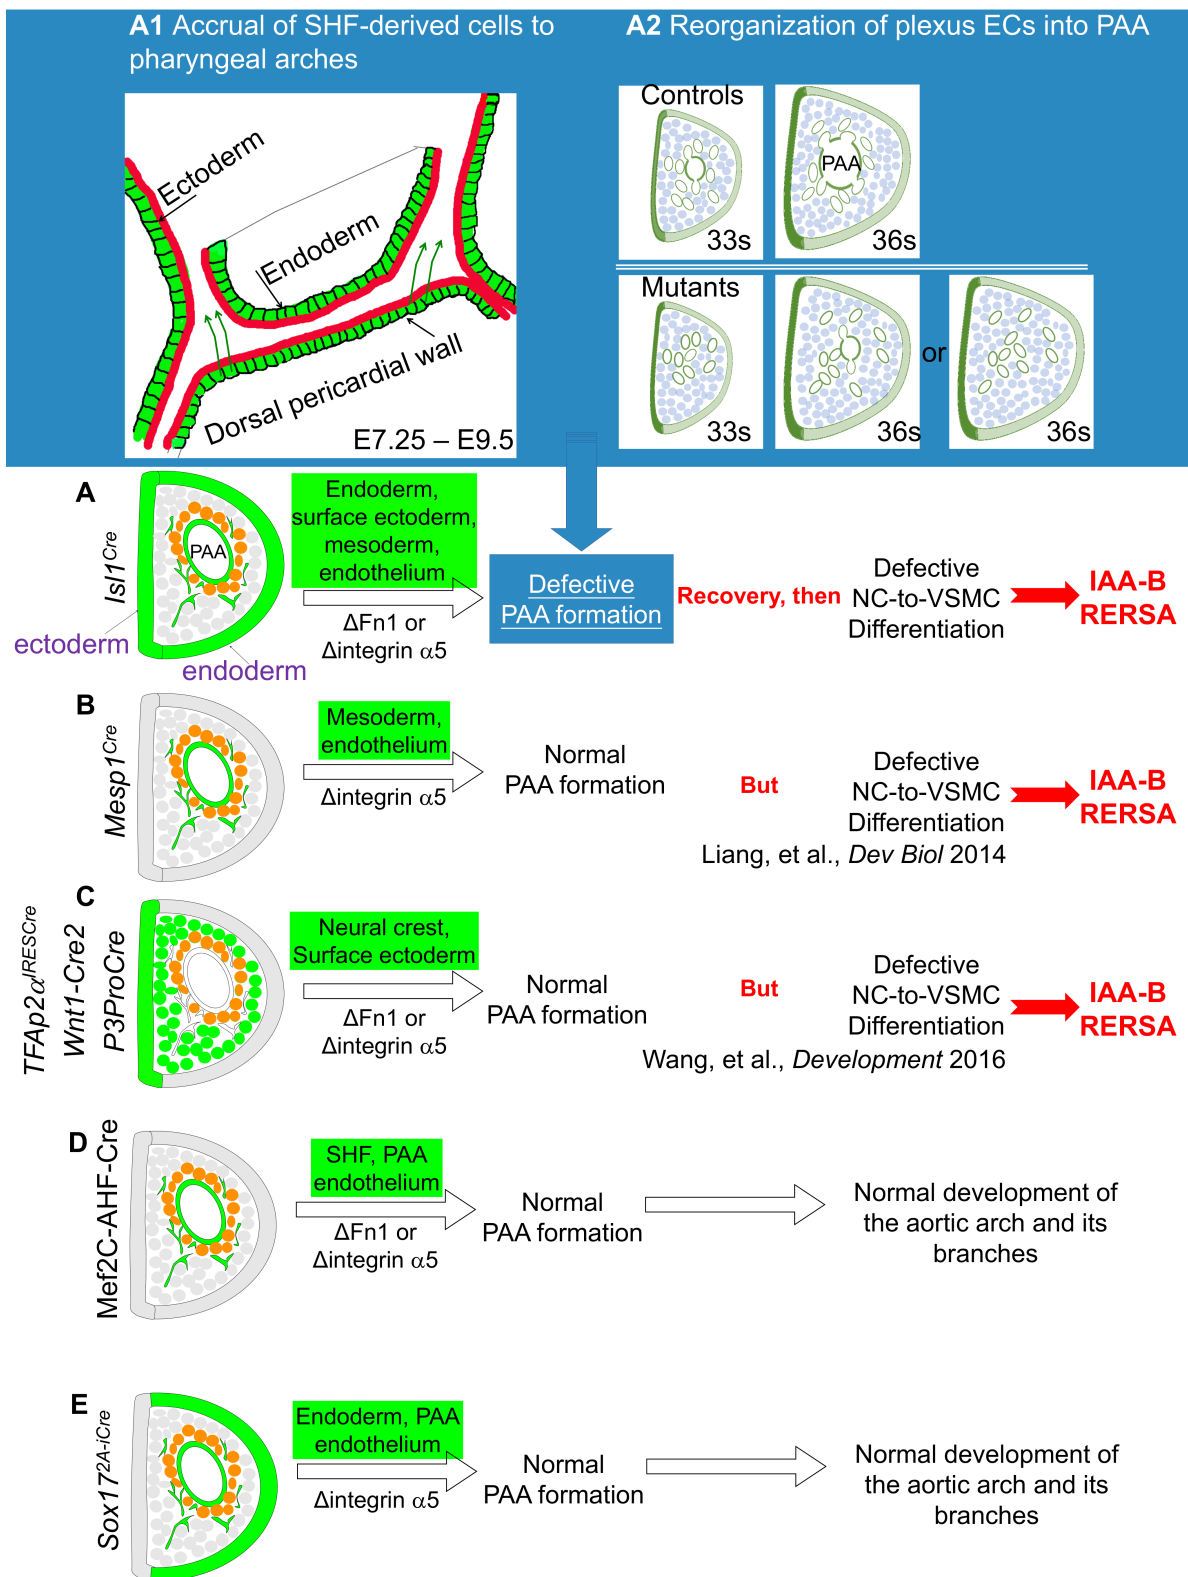 A1 Accrual of SHF-derived cells to
pharyngeal arches
A2 Reorganization of plexus ECs into PAA
Ectoderm
Endoderm
Dorsal pericardial wall
E7.25 – E9.5
Controls
33s
PAA
36s
Mutants
33s
36s
or
36s
A
Isl1Cre
PAA
ectoderm
endoderm
Endoderm,
surface ectoderm,
mesoderm,
endothelium
ΔFn1 or
Δintegrin α5
Defective
PAA formation
Recovery, then
Defective
NC-to-VSMC
Differentiation
IAA-B
RERSA
B
Mesp1Cre
Mesoderm,
endothelium
Δintegrin α5
Normal
PAA formation
But
Defective
NC-to-VSMC
Differentiation
IAA-B
RERSA
Liang, et al., Dev Biol 2014
C
TFAp2αIRESCre
Wnt1-Cre2
P3ProCre
Neural crest,
Surface ectoderm
ΔFn1 or
Δintegrin α5
Normal
PAA formation
But
Defective
NC-to-VSMC
Differentiation
IAA-B
RERSA
Wang, et al., Development 2016
D
Mef2C-AHF-Cre
SHF, PAA
endothelium
ΔFn1 or
Δintegrin α5
Normal
PAA formation
Normal development of
the aortic arch and its
branches
E
Sox172A-iCre
Endoderm, PAA
endothelium
Δintegrin α5
Normal
PAA formation
Normal development of
the aortic arch and its
branches